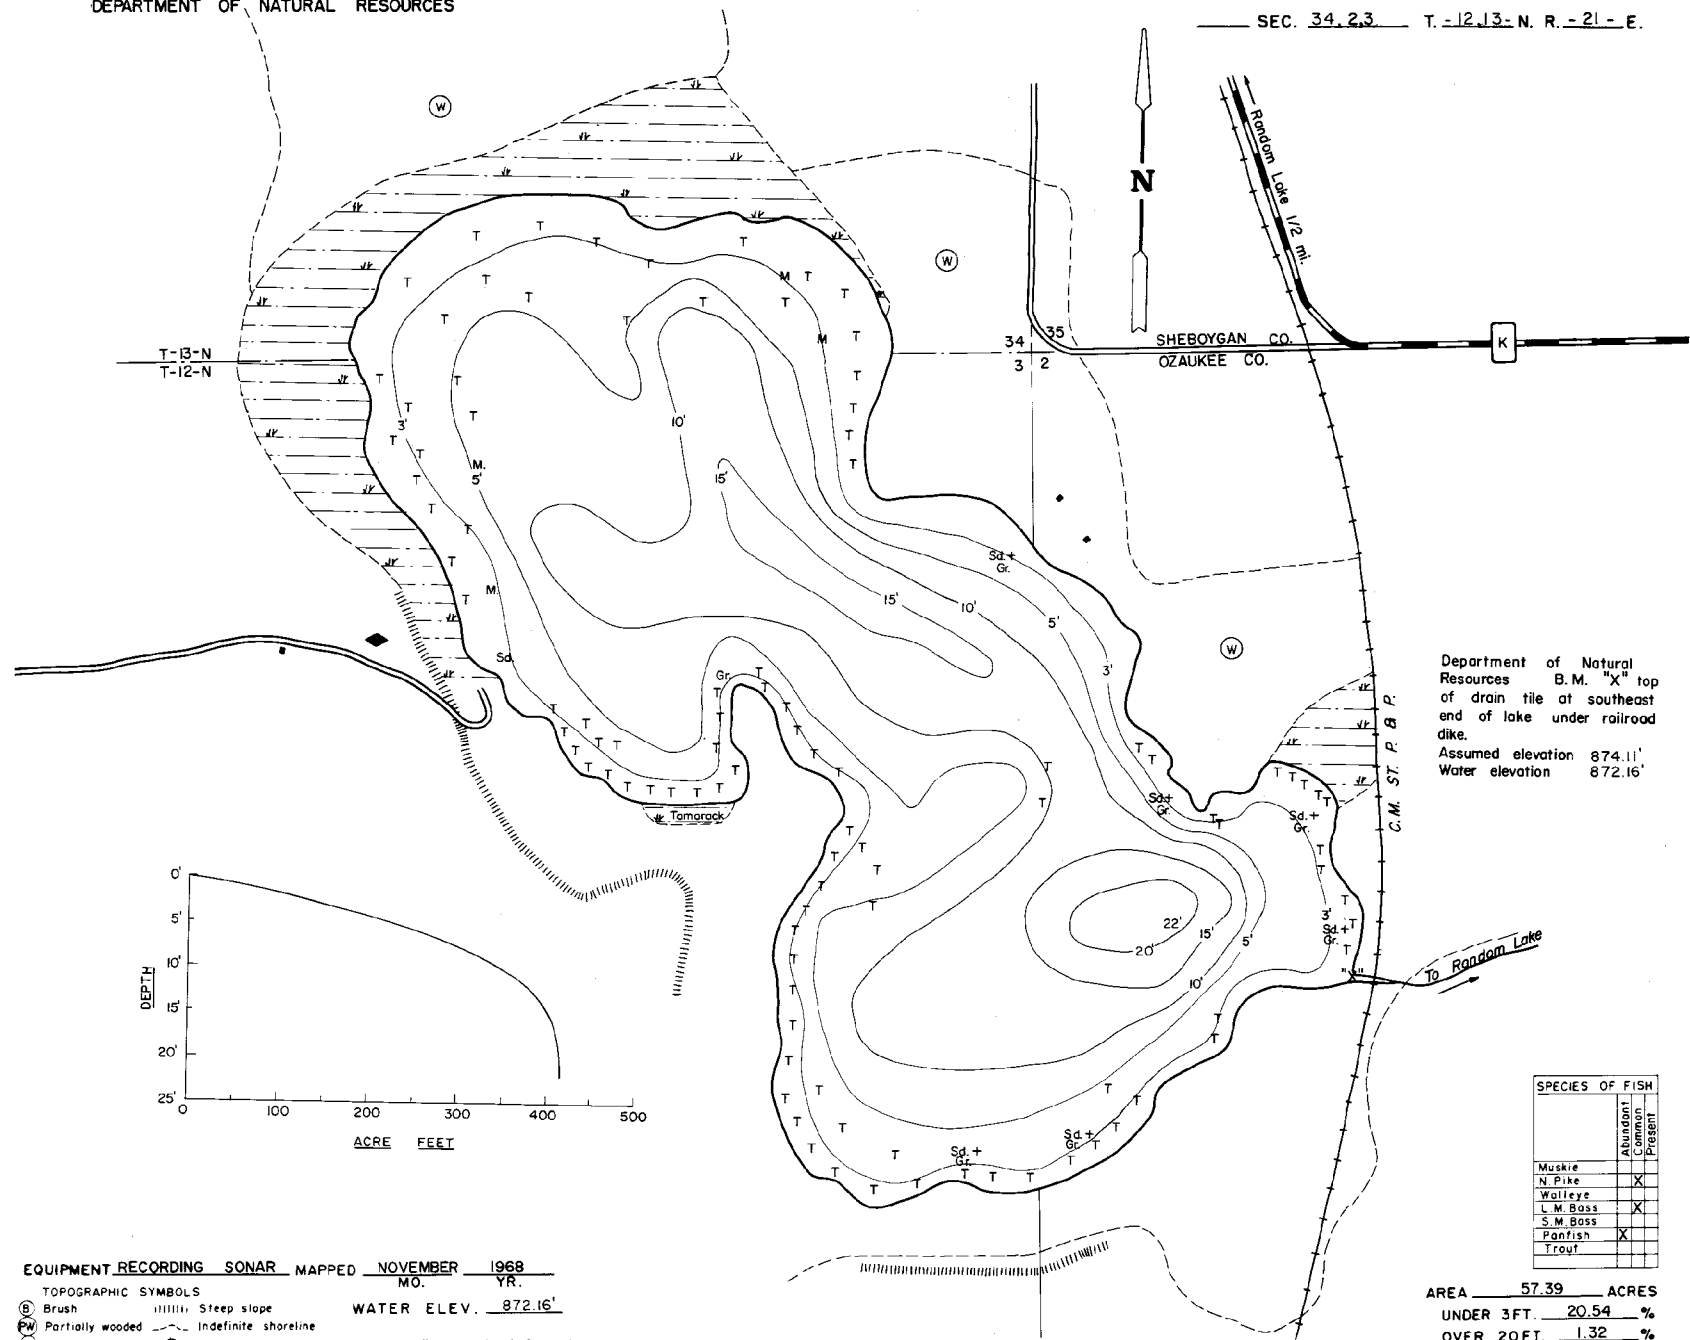 DEPARTMENT OF NATURAL RESOURCES
SEC. 34, 2, 3 T. -12,13- N. R. - 21 - E.
W
N
Random Lake 1/2 mi.
W
T-13-N
T-12-N
34 35
3 2
SHEBOYGAN CO.
OZAUKEE CO.
K
M
M
3'
10'
M.
5'
15'
Sd.+
Gr.
15'
10'
5'
M.
W
Sd.
Gr.
3'
Department of Natural
Resources B.M. "X" top
of drain tile at southeast
end of lake under railroad
dike.
Assumed elevation 874.11'
Water elevation 872.16'
C.M. ST. P. & P.
Tamarack
Sd.+
Gr.
Sd.+
Gr.
22'
20'
15'
5'
3'
Sd.+
Gr.
"X"
10'
To Random Lake
Sd.+
Gr.
Sd.+
Gr.
0'
5'
10'
15'
20'
25'
DEPTH
0 100 200 300 400 500
ACRE FEET
SPECIES OF FISH
Abundant
Common
Present
Muskie
N. Pike X
Walleye
L.M. Bass X
S.M. Bass
Panfish X
Trout
EQUIPMENT RECORDING SONAR MAPPED NOVEMBER 1968
MO. YR.
TOPOGRAPHIC SYMBOLS
B Brush Steep slope
WATER ELEV. 872.16'
PW Partially wooded Indefinite shoreline
AREA 57.39 ACRES
UNDER 3 FT. 20.54 %
OVER 20 FT. 1.32 %